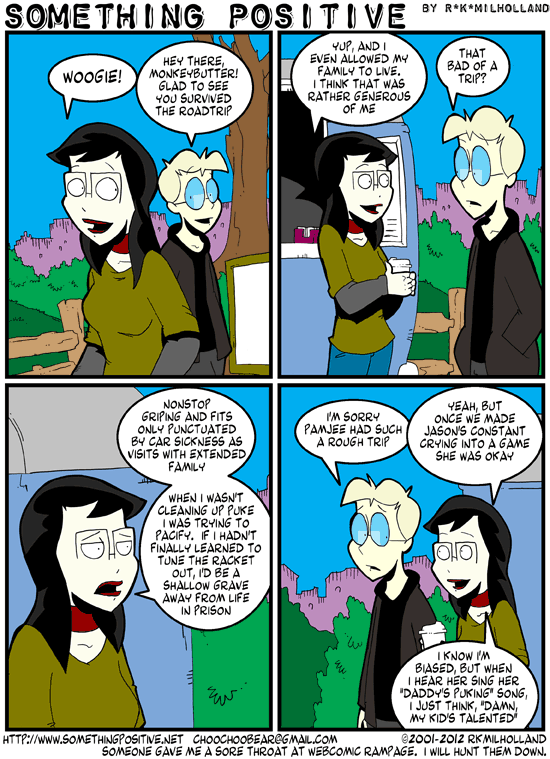 SOMETHING POSITIVE BY R*K*MILHOLLAND
WOOGIE!
HEY THERE,
MONKEYBUTTER!
GLAD TO SEE
YOU SURVIVED
THE ROADTRIP
YUP, AND I
EVEN ALLOWED MY
FAMILY TO LIVE.
I THINK THAT WAS
RATHER GENEROUS
OF ME
THAT
BAD OF A
TRIP?
NONSTOP
GRIPING AND FITS
ONLY PUNCTUATED
BY CAR SICKNESS AS
VISITS WITH EXTENDED
FAMILY
WHEN I WASN'T
CLEANING UP PUKE
I WAS TRYING TO
PACIFY. IF I HADN'T
FINALLY LEARNED TO
TUNE THE RACKET
OUT, I'D BE A
SHALLOW GRAVE
AWAY FROM LIFE
IN PRISON
I'M SORRY
PAMJEE HAD SUCH
A ROUGH TRIP
YEAH, BUT
ONCE WE MADE
JASON'S CONSTANT
CRYING INTO A GAME
SHE WAS OKAY
I KNOW I'M
BIASED, BUT WHEN
I HEAR HER SING HER
"DADDY'S PUKING" SONG,
I JUST THINK, "DAMN,
MY KID'S TALENTED"
HTTP://WWW.SOMETHINGPOSITIVE.NET CHOOCHOOBEAR@GMAIL.COM ©2001-2012 RKMILHOLLAND
SOMEONE GAVE ME A SORE THROAT AT WEBCOMIC RAMPAGE. I WILL HUNT THEM DOWN.